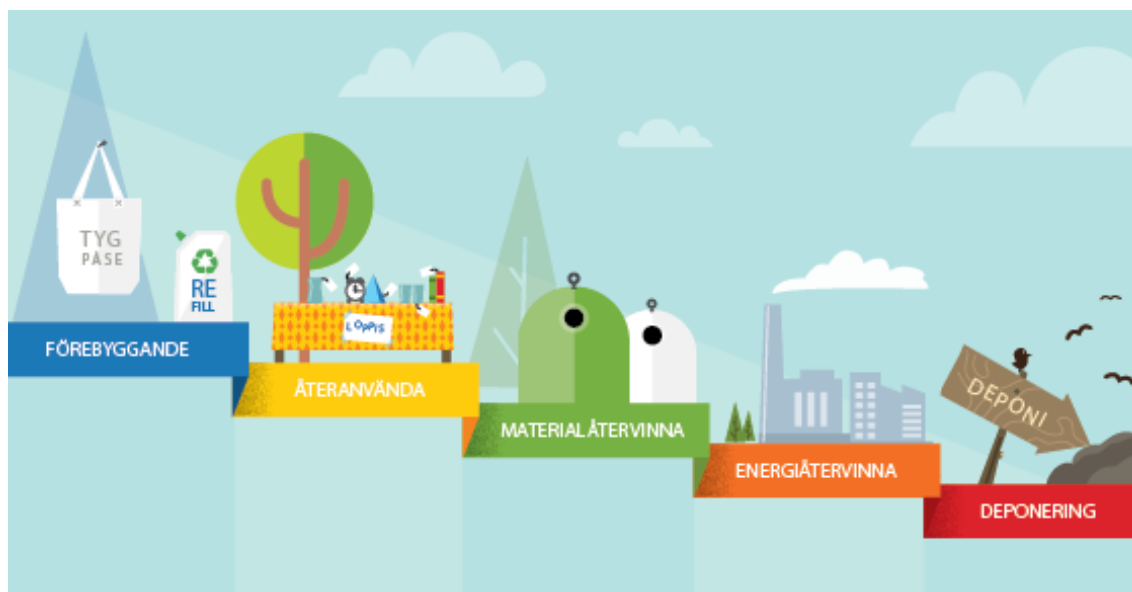 TYG
PÅSE
RE
FILL
FÖREBYGGANDE
LOPPIS
ÅTERANVÄNDA
MATERIALÅTERVINNA
ENERGIÅTERVINNA
DEPONI
DEPONERING